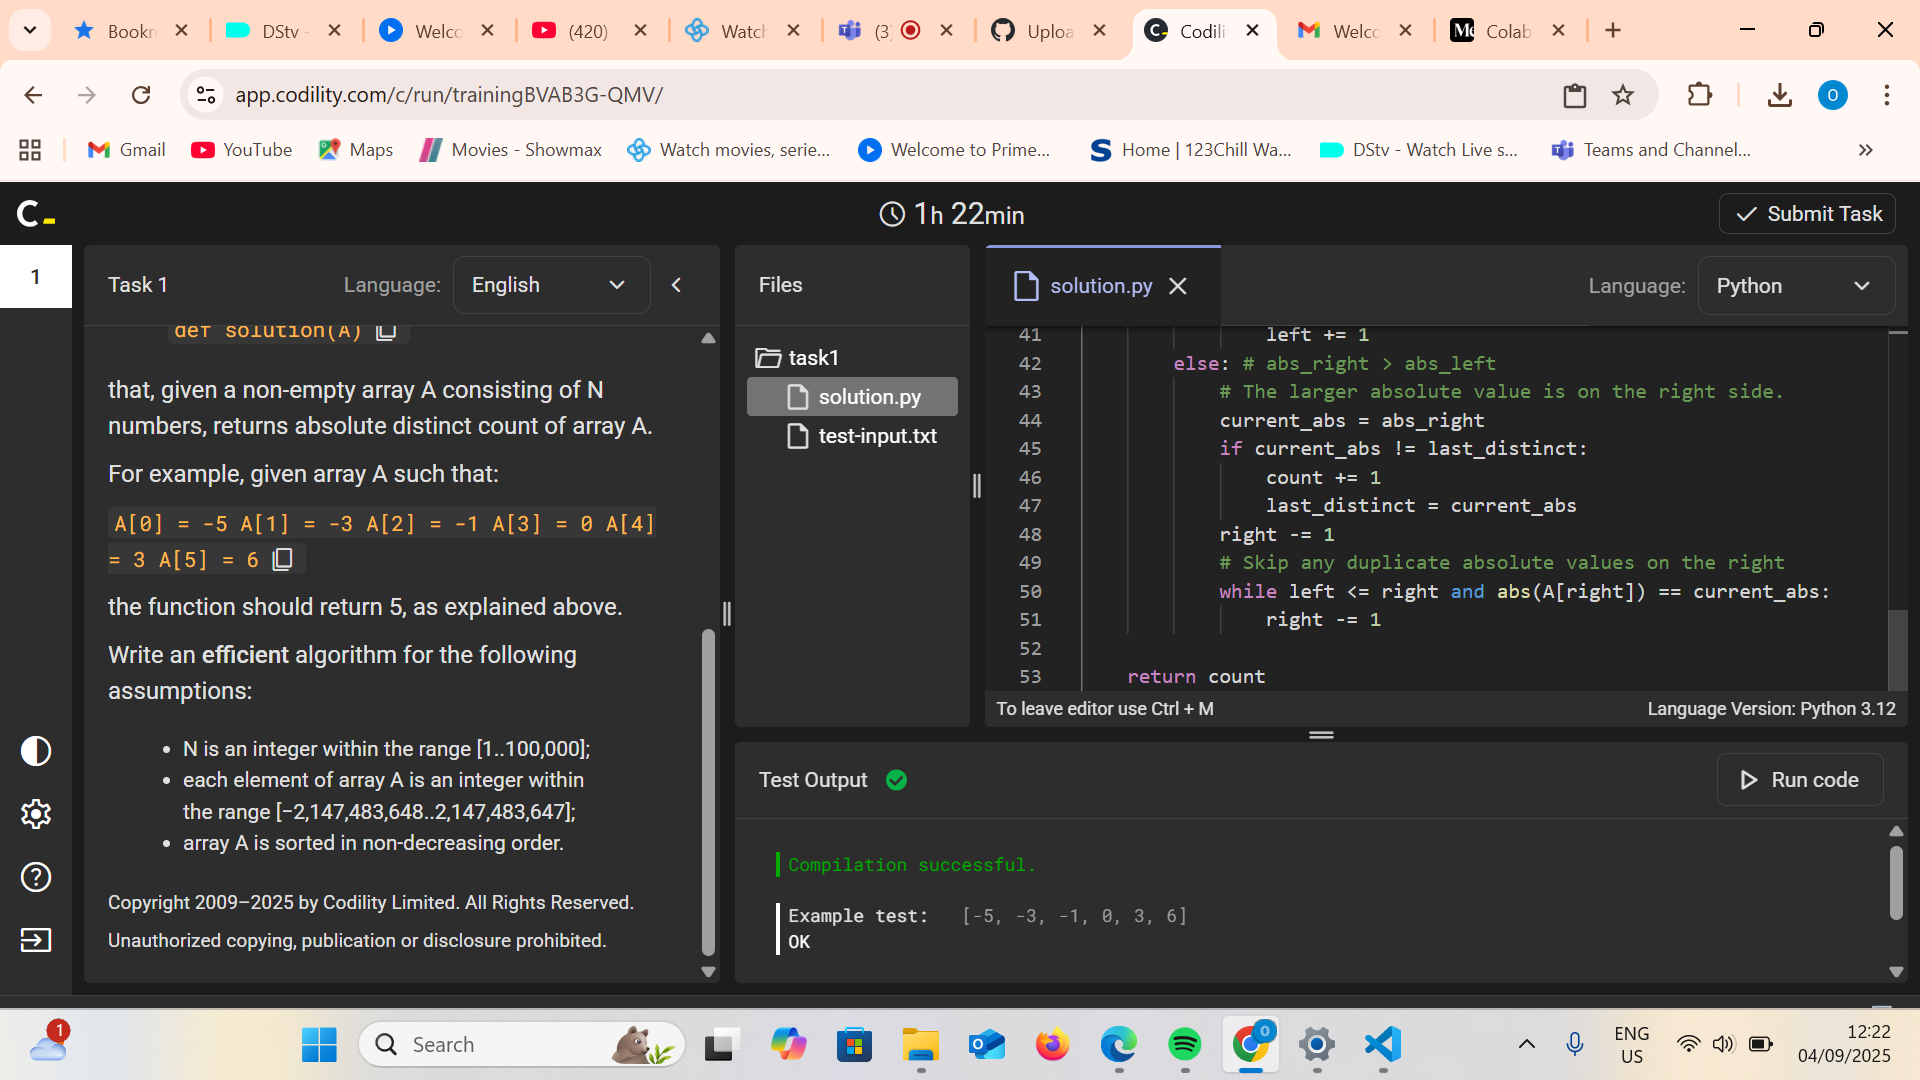 Bookn
DStv -
Welco
(420)
Watch
(3)
Uploa
Codili
Welco
Colab
app.codility.com/c/run/trainingBVAB3G-QMV/
O
Gmail
YouTube
Maps
Movies - Showmax
Watch movies, serie...
Welcome to Prime...
Home | 123Chill Wa...
DStv - Watch Live s...
Teams and Channel...
1h 22min
Submit Task
1
Task 1
Language:
English
def solution(A)
that, given a non-empty array A consisting of N
numbers, returns absolute distinct count of array A.
For example, given array A such that:
A[0] = -5 A[1] = -3 A[2] = -1 A[3] = 0 A[4]
= 3 A[5] = 6
the function should return 5, as explained above.
Write an efficient algorithm for the following
assumptions:
• N is an integer within the range [1..100,000];
• each element of array A is an integer within
the range [−2,147,483,648..2,147,483,647];
• array A is sorted in non-decreasing order.
Copyright 2009–2025 by Codility Limited. All Rights Reserved.
Unauthorized copying, publication or disclosure prohibited.
Files
task1
solution.py
test-input.txt
solution.py
Language:
Python
41 left += 1
42 else: # abs_right > abs_left
43 # The larger absolute value is on the right side.
44 current_abs = abs_right
45 if current_abs != last_distinct:
46 count += 1
47 last_distinct = current_abs
48 right -= 1
49 # Skip any duplicate absolute values on the right
50 while left <= right and abs(A[right]) == current_abs:
51 right -= 1
52
53 return count
To leave editor use Ctrl + M
Language Version: Python 3.12
Test Output
Run code
Compilation successful.
Example test: [-5, -3, -1, 0, 3, 6]
OK
1
Search
ENG
US
12:22
04/09/2025